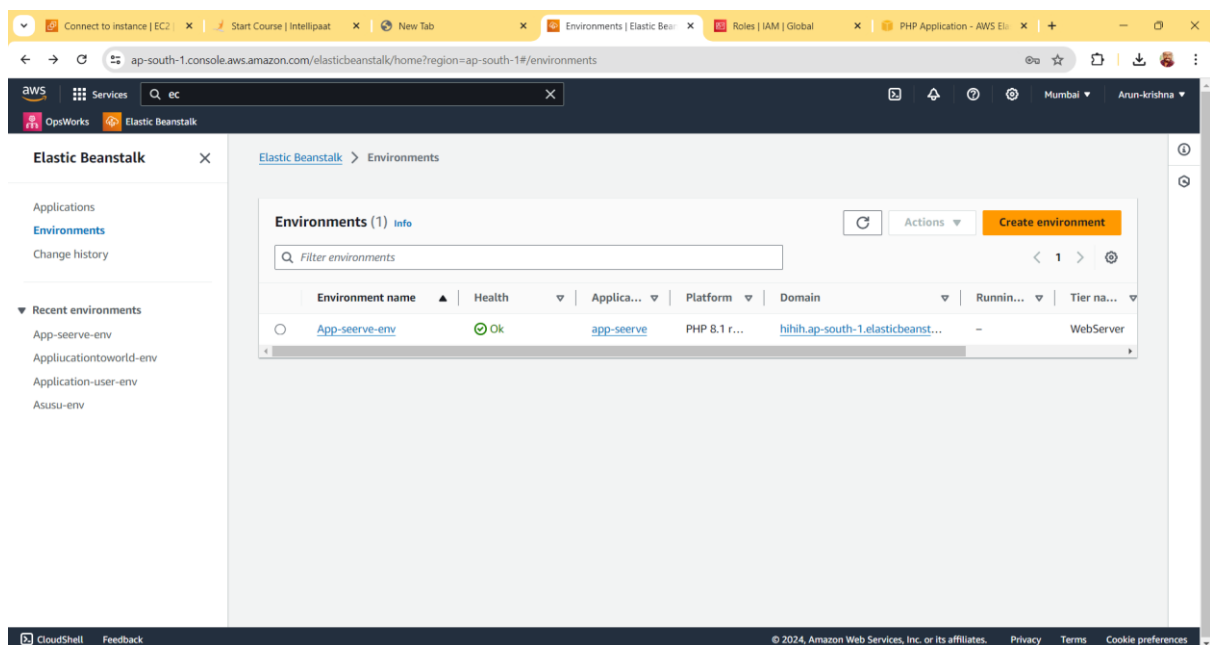 Connect to instance | EC2 | Start Course | Intellipaat New Tab Environments | Elastic Bean Roles | IAM | Global PHP Application - AWS Ela
ap-south-1.console.aws.amazon.com/elasticbeanstalk/home?region=ap-south-1#/environments
aws Services ec Mumbai Arun-krishna
OpsWorks Elastic Beanstalk
Elastic Beanstalk
Elastic Beanstalk > Environments
Applications
Environments
Change history
Recent environments
App-seerve-env
Appliucationtoworld-env
Application-user-env
Asusu-env
Environments (1) Info Actions Create environment
Filter environments < 1 >
Environment name Health Applica... Platform Domain Runnin... Tier na...
App-seerve-env Ok app-seerve PHP 8.1 r... hihih.ap-south-1.elasticbeanst... – WebServer
CloudShell Feedback © 2024, Amazon Web Services, Inc. or its affiliates. Privacy Terms Cookie preferences